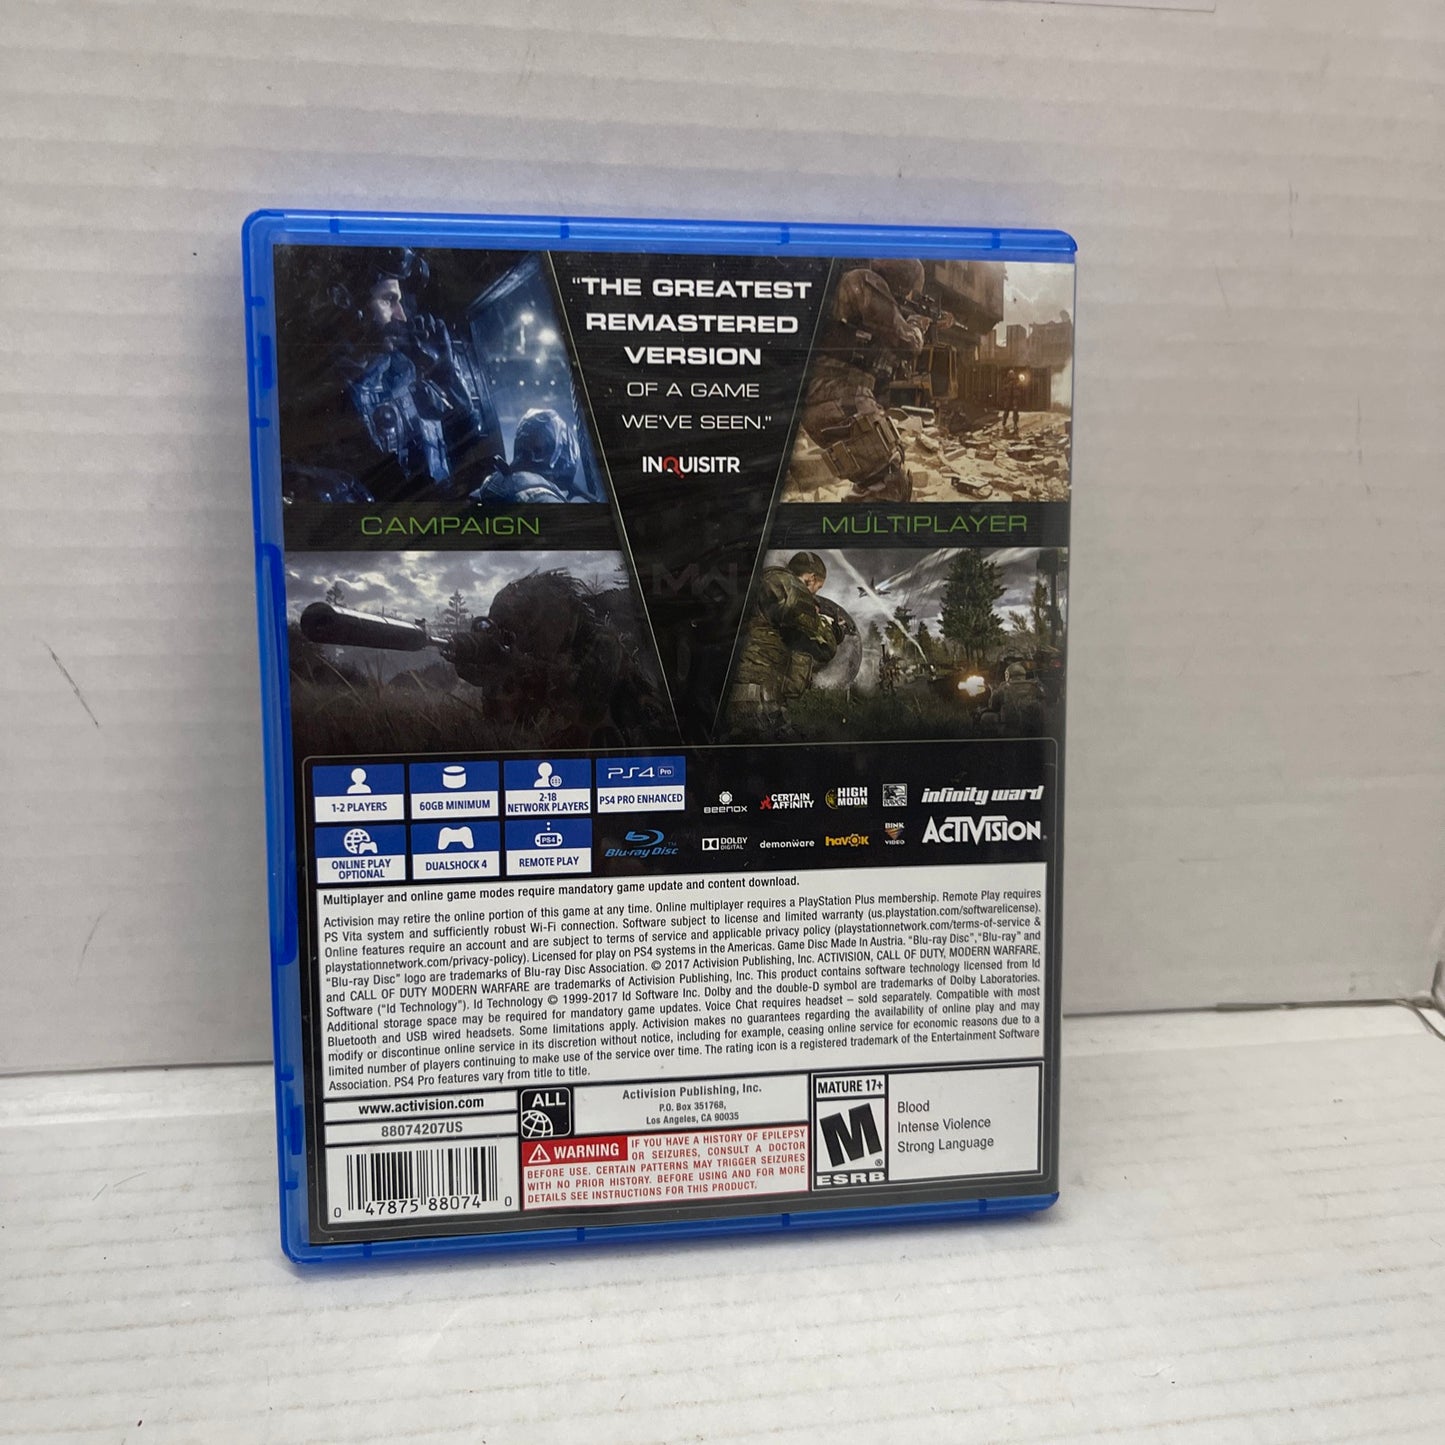 “THE GREATEST
REMASTERED
VERSION
OF A GAME
WE'VE SEEN.”
INQUISITR
CAMPAIGN
MULTIPLAYER
MW
1-2 PLAYERS
60GB MINIMUM
2-18
NETWORK PLAYERS
PS4 Pro
PS4 PRO ENHANCED
ONLINE PLAY
OPTIONAL
DUALSHOCK 4
PS4
REMOTE PLAY
Blu-ray Disc™
BEENOX
CERTAIN
AFFINITY
HIGH
MOON
RAVEN
infinity ward
DOLBY
DIGITAL
demonware
havok
BINK
VIDEO
ACTIVISION
Multiplayer and online game modes require mandatory game update and content download.
Activision may retire the online portion of this game at any time. Online multiplayer requires a PlayStation Plus membership. Remote Play requires
PS Vita system and sufficiently robust Wi-Fi connection. Software subject to license and limited warranty (us.playstation.com/softwarelicense).
Online features require an account and are subject to terms of service and applicable privacy policy (playstationnetwork.com/terms-of-service &
playstationnetwork.com/privacy-policy). Licensed for play on PS4 systems in the Americas. Game Disc Made In Austria. “Blu-ray Disc”,“Blu-ray” and
“Blu-ray Disc” logo are trademarks of Blu-ray Disc Association. © 2017 Activision Publishing, Inc. ACTIVISION, CALL OF DUTY, MODERN WARFARE,
and CALL OF DUTY MODERN WARFARE are trademarks of Activision Publishing, Inc. This product contains software technology licensed from Id
Software (“Id Technology”). Id Technology © 1999-2017 Id Software Inc. Dolby and the double-D symbol are trademarks of Dolby Laboratories.
Additional storage space may be required for mandatory game updates. Voice Chat requires headset – sold separately. Compatible with most
Bluetooth and USB wired headsets. Some limitations apply. Activision makes no guarantees regarding the availability of online play and may
modify or discontinue online service in its discretion without notice, including for example, ceasing online service for economic reasons due to a
limited number of players continuing to make use of the service over time. The rating icon is a registered trademark of the Entertainment Software
Association. PS4 Pro features vary from title to title.
www.activision.com
88074207US
0 47875 88074 0
ALL
Activision Publishing, Inc.
P.O. Box 351768,
Los Angeles, CA 90035
WARNING IF YOU HAVE A HISTORY OF EPILEPSY
OR SEIZURES, CONSULT A DOCTOR
BEFORE USE. CERTAIN PATTERNS MAY TRIGGER SEIZURES
WITH NO PRIOR HISTORY. BEFORE USING AND FOR MORE
DETAILS SEE INSTRUCTIONS FOR THIS PRODUCT.
MATURE 17+
M®
ESRB
Blood
Intense Violence
Strong Language